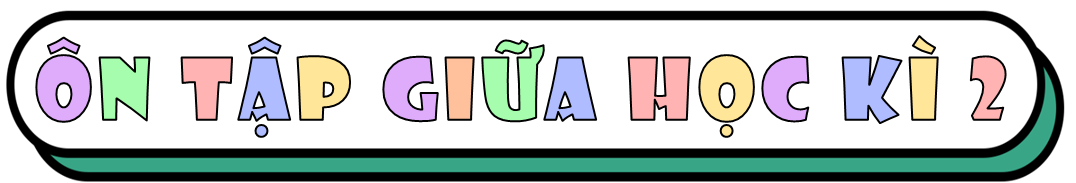 ÔN TẬP GIỮA HỌC KÌ 2